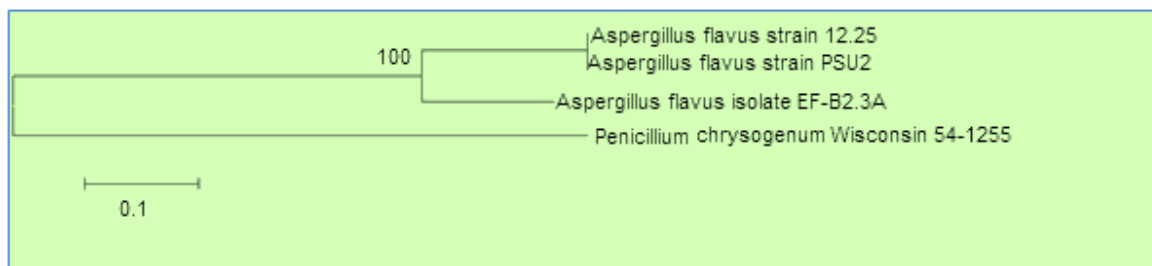 Aspergillus flavus strain 12.25
100
Aspergillus flavus strain PSU2
Aspergillus flavus isolate EF-B2.3A
Penicillium chrysogenum Wisconsin 54-1255
0.1